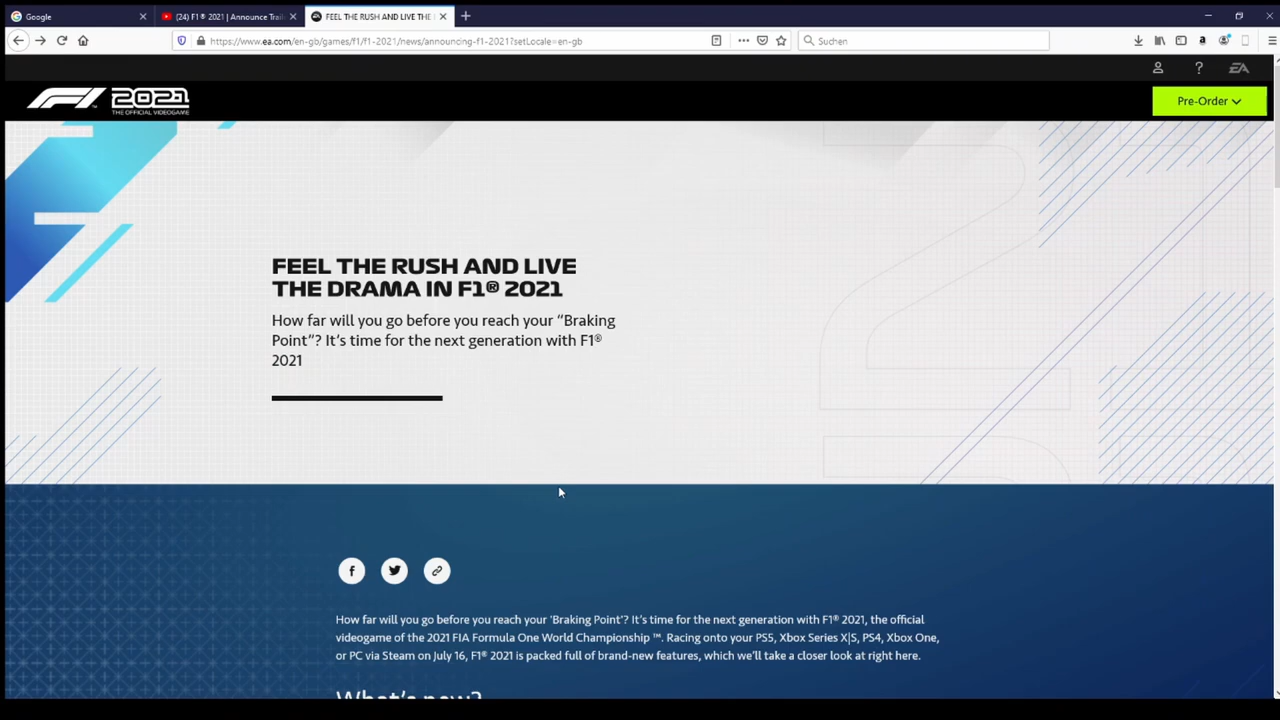 Google
(24) F1® 2021 | Announce Trail
FEEL THE RUSH AND LIVE THE
https://www.ea.com/en-gb/games/f1/f1-2021/news/announcing-f1-2021?setLocale=en-gb
Suchen
EA
F1 2021
THE OFFICIAL VIDEOGAME
Pre-Order
FEEL THE RUSH AND LIVE
THE DRAMA IN F1® 2021
How far will you go before you reach your “Braking
Point”? It’s time for the next generation with F1®
2021
How far will you go before you reach your ‘Braking Point’? It’s time for the next generation with F1® 2021, the official
videogame of the 2021 FIA Formula One World Championship ™. Racing onto your PS5, Xbox Series X|S, PS4, Xbox One,
or PC via Steam on July 16, F1® 2021 is packed full of brand-new features, which we’ll take a closer look at right here.
What’s new?